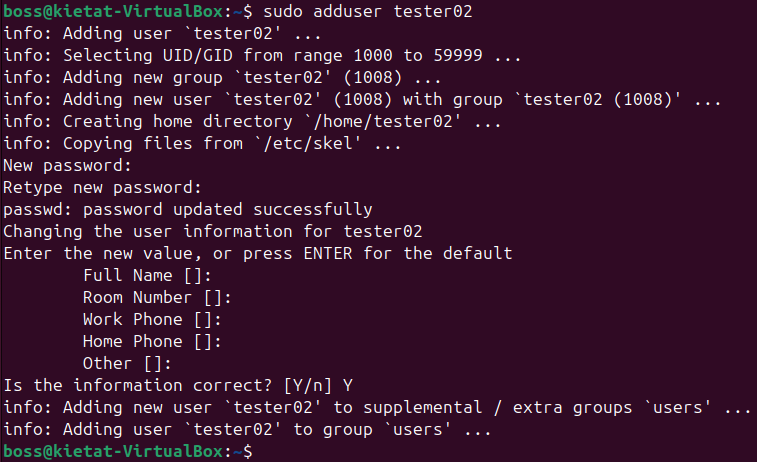 boss@kietat-VirtualBox:~$ sudo adduser tester02
info: Adding user `tester02' ...
info: Selecting UID/GID from range 1000 to 59999 ...
info: Adding new group `tester02' (1008) ...
info: Adding new user `tester02' (1008) with group `tester02 (1008)' ...
info: Creating home directory `/home/tester02' ...
info: Copying files from `/etc/skel' ...
New password:
Retype new password:
passwd: password updated successfully
Changing the user information for tester02
Enter the new value, or press ENTER for the default
        Full Name []:
        Room Number []:
        Work Phone []:
        Home Phone []:
        Other []:
Is the information correct? [Y/n] Y
info: Adding new user `tester02' to supplemental / extra groups `users' ...
info: Adding user `tester02' to group `users' ...
boss@kietat-VirtualBox:~$